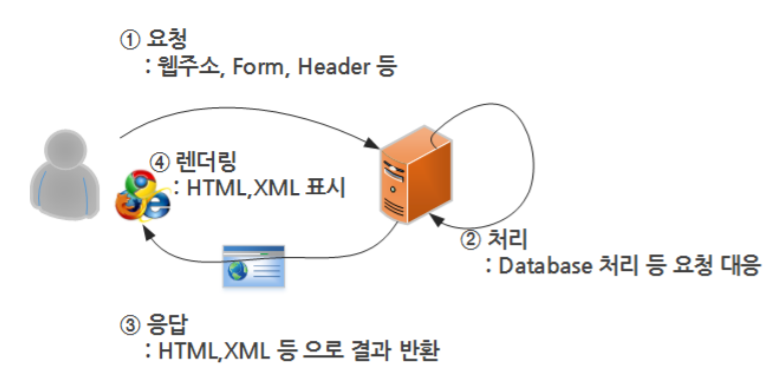 ① 요청
: 웹주소, Form, Header 등
④ 렌더링
: HTML,XML 표시
② 처리
: Database 처리 등 요청 대응
③ 응답
: HTML,XML 등 으로 결과 반환